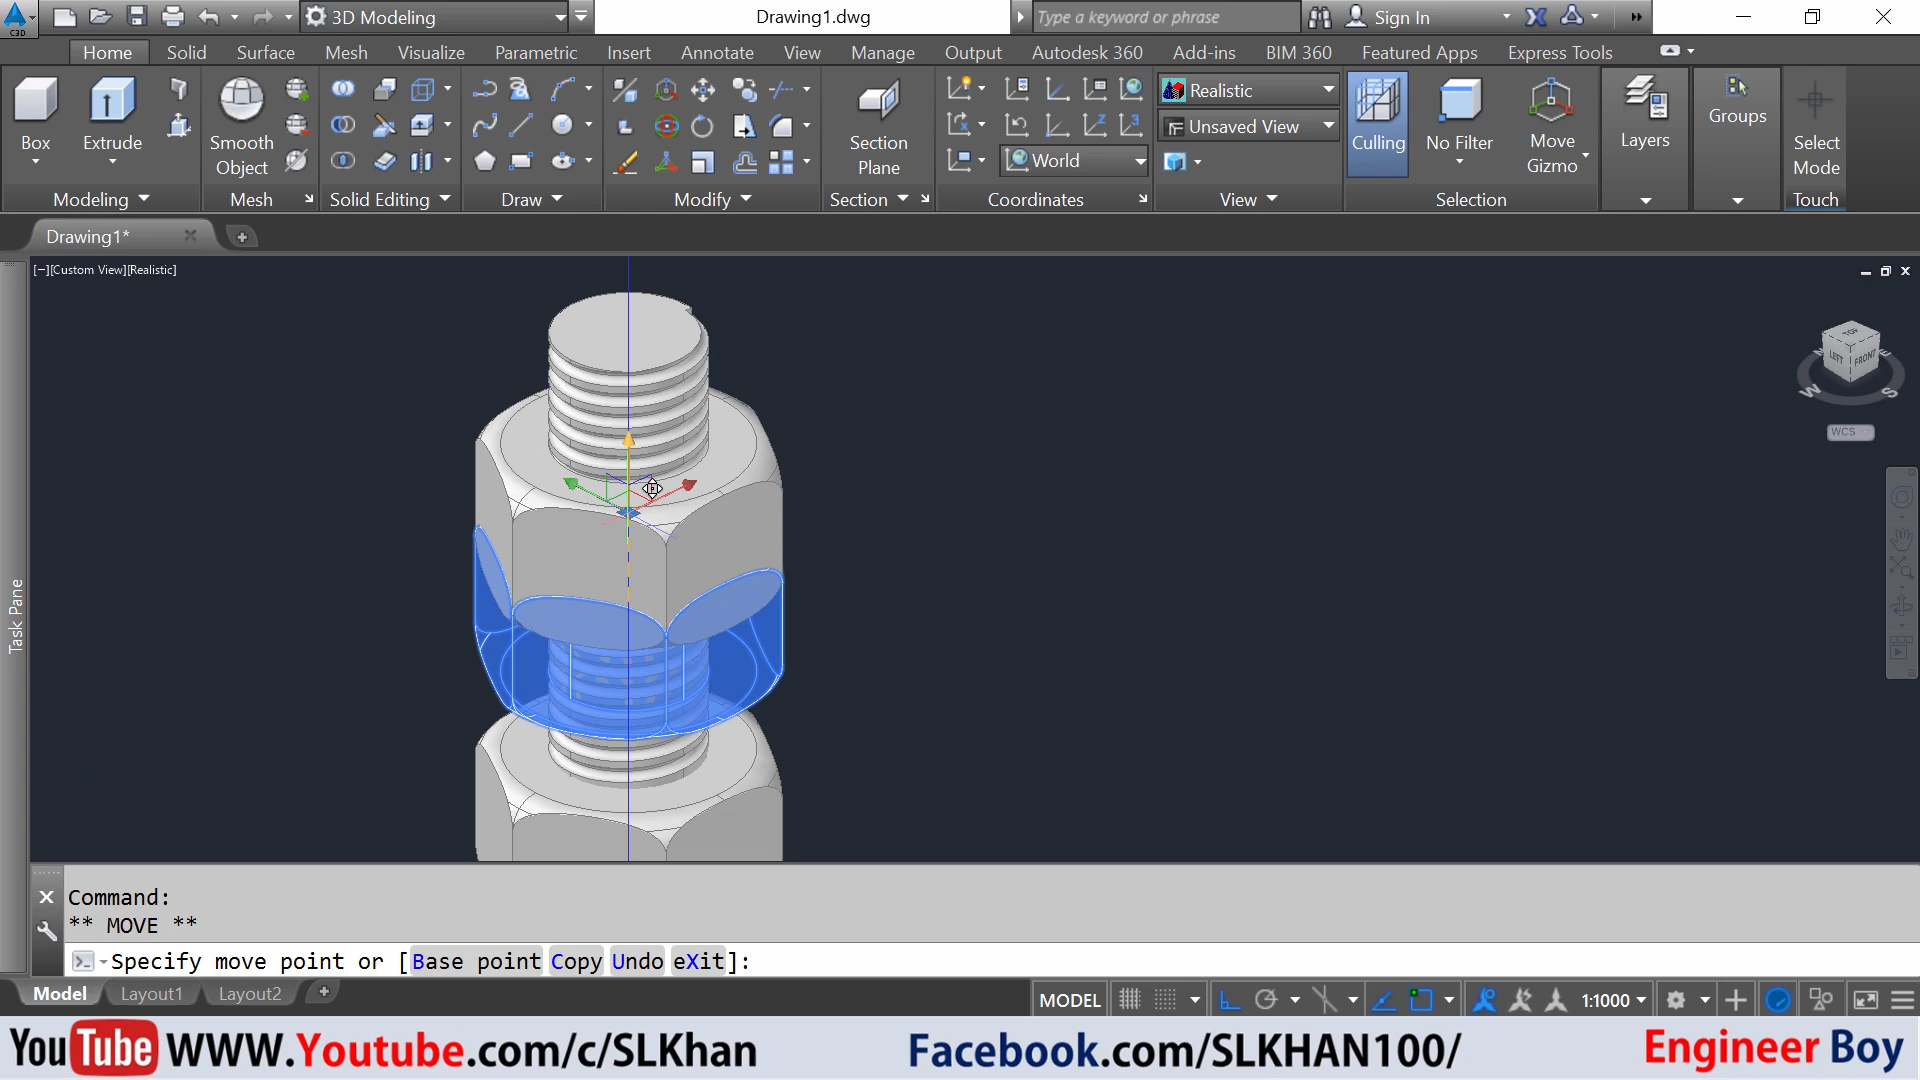 3D Modeling
Drawing1.dwg
Type a keyword or phrase
Sign In
C3D
Home Solid Surface Mesh Visualize Parametric Insert Annotate View Manage Output Autodesk 360 Add-ins BIM 360 Featured Apps Express Tools
Box
Extrude
Smooth
Object
Section
Plane
World
Realistic
Unsaved View
Culling
No Filter
Move
Gizmo
Layers
Groups
Select
Mode
Modeling Mesh Solid Editing Draw Modify Section Coordinates View Selection Touch
Drawing1*
[−][Custom View][Realistic]
TOP
LEFT
FRONT
W
S
WCS
Task Pane
Command:
** MOVE **
Specify move point or [Base point Copy Undo eXit]:
Model Layout1 Layout2
MODEL
1:1000
YouTube WWW.Youtube.com/c/SLKhan Facebook.com/SLKHAN100/ Engineer Boy